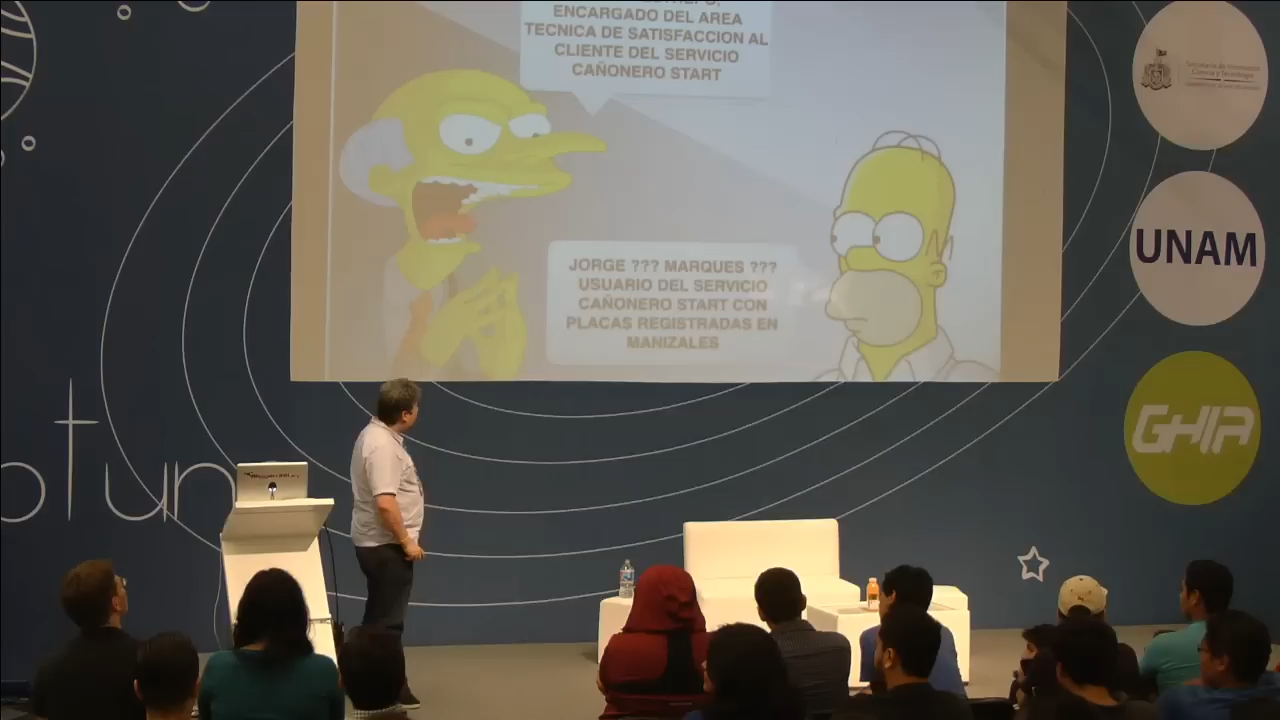 ENCARGADO DEL AREA
TECNICA DE SATISFACCION AL
CLIENTE DEL SERVICIO
CAÑONERO START
JORGE ??? MARQUES ???
USUARIO DEL SERVICIO
CAÑONERO START CON
PLACAS REGISTRADAS EN
MANIZALES
UNAM
GHIA
otun